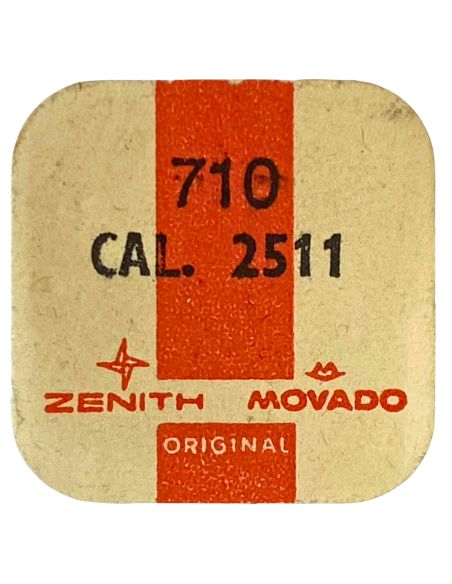 710
CAL. 2511
ZENITH MOVADO
ORIGINAL